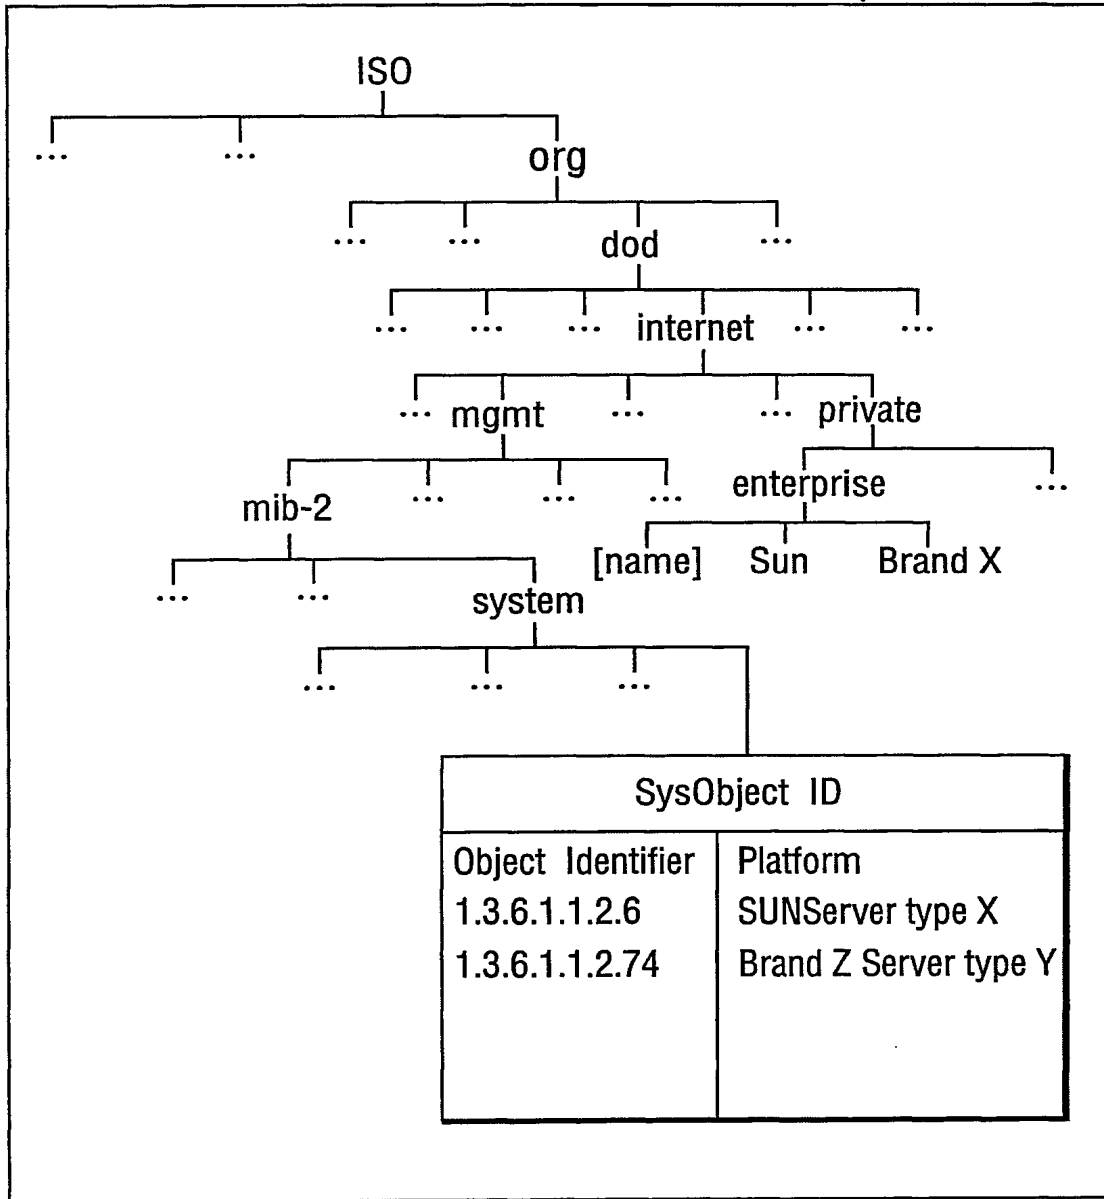 ISO
... ... org
... ... dod ...
... ... ... internet ... ...
... mgmt ... ... private
mib-2 ... ... ... enterprise ...
[name] Sun Brand X
... ... system
... ... ...
SysObject ID
Object Identifier Platform
1.3.6.1.1.2.6 SUNServer type X
1.3.6.1.1.2.74 Brand Z Server type Y